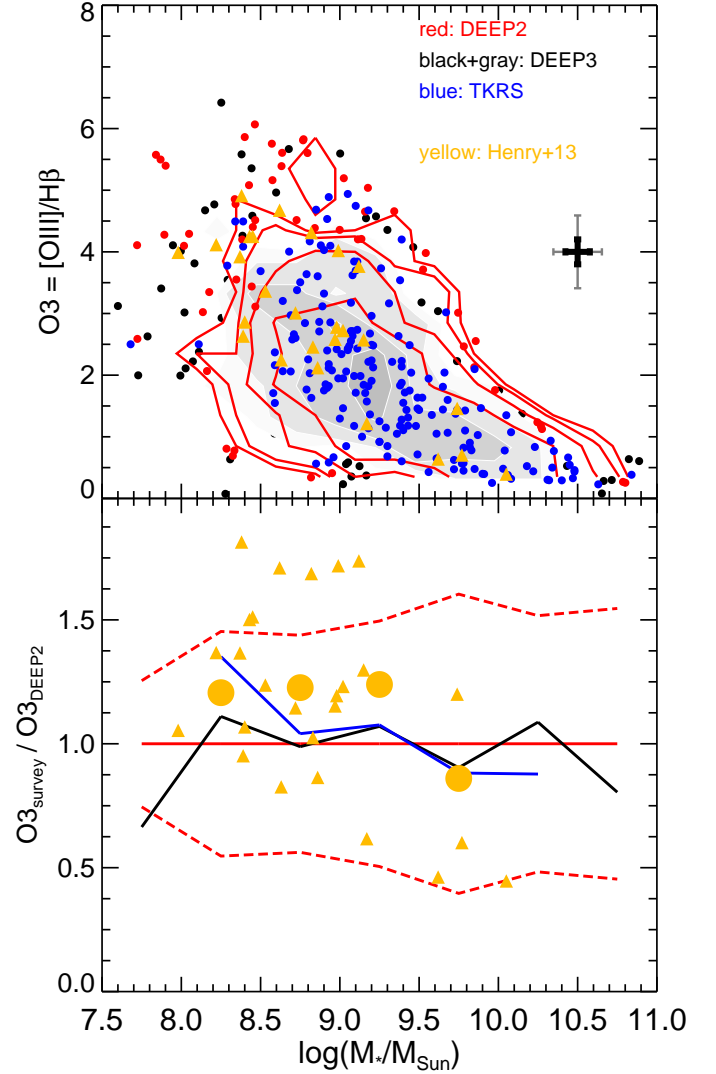 8
6
4
2
0
O3 = [OIII]/Hβ
red: DEEP2
black+gray: DEEP3
blue: TKRS
yellow: Henry+13
1.5
1.0
0.5
0.0
O3survey / O3DEEP2
7.5 8.0 8.5 9.0 9.5 10.0 10.5 11.0
log(M*/MSun)